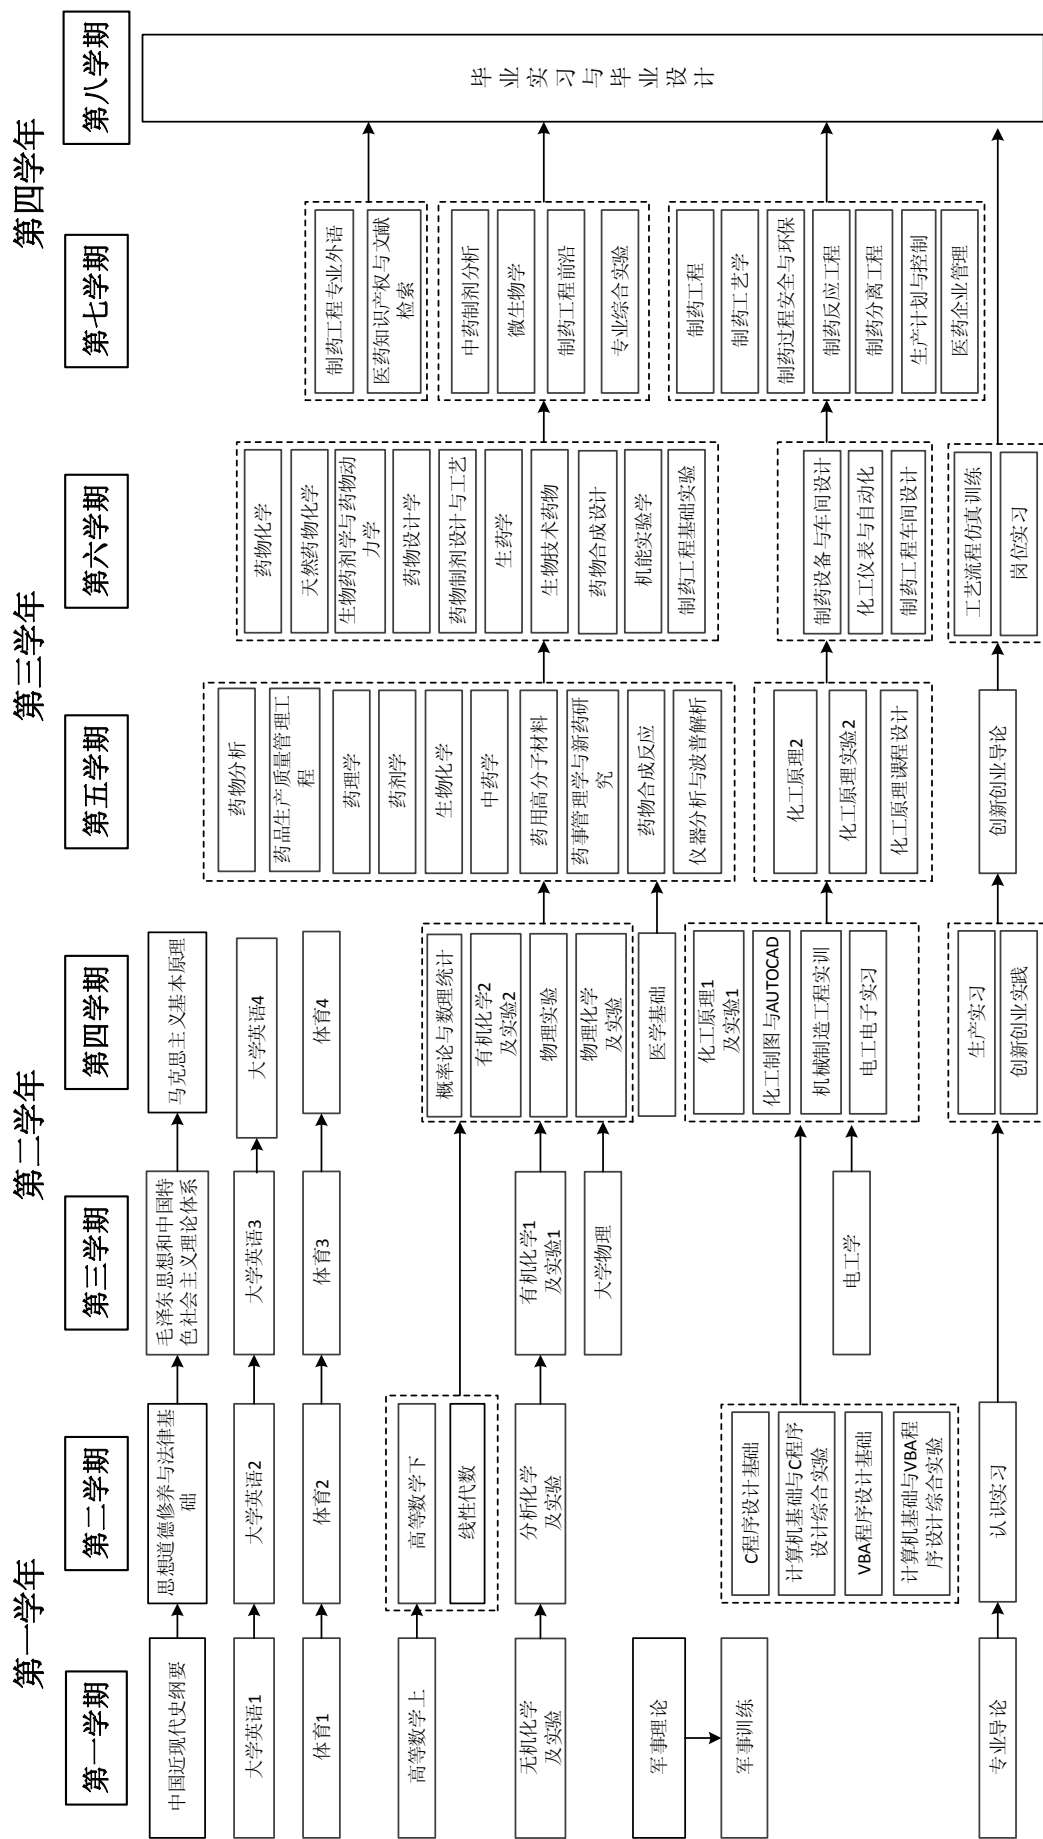 第一学年
第二学年
第三学年
第四学年
第一学期
第二学期
第三学期
第四学期
第五学期
第六学期
第七学期
第八学期
中国近现代史纲要
思想道德修养与法律基
础
毛泽东思想和中国特
色社会主义理论体系
马克思主义基本原理
大学英语1
大学英语2
大学英语3
大学英语4
体育1
体育2
体育3
体育4
高等数学上
高等数学下
线性代数
概率论与数理统计
无机化学
及实验
分析化学
及实验
有机化学1
及实验1
有机化学2
及实验2
大学物理
物理实验
物理化学
及实验
医学基础
军事理论
军事训练
C程序设计基础
计算机基础与C程序
设计综合实验
VBA程序设计基础
计算机基础与VBA程
序设计综合实验
电工学
化工原理1
及实验1
化工制图与AUTOCAD
机械制造工程实训
电工电子实习
专业导论
认识实习
生产实习
创新创业实践
药物分析
药品生产质量管理工
程
药理学
药剂学
生物化学
中药学
药用高分子材料
药事管理学与新药研
究
药物合成反应
仪器分析与波普解析
化工原理2
化工原理实验2
化工原理课程设计
创新创业导论
药物化学
天然药物化学
生物药剂学与药物动
力学
药物设计学
药物制剂设计与工艺
生药学
生物技术药物
药物合成设计
机能实验学
制药工程基础实验
制药设备与车间设计
化工仪表与自动化
制药工程车间设计
工艺流程仿真训练
岗位实习
制药工程专业外语
医药知识产权与文献
检索
中药制剂分析
微生物学
制药工程前沿
专业综合实验
制药工程
制药工艺学
制药过程安全与环保
制药反应工程
制药分离工程
生产计划与控制
医药企业管理
毕业实习与毕业设计